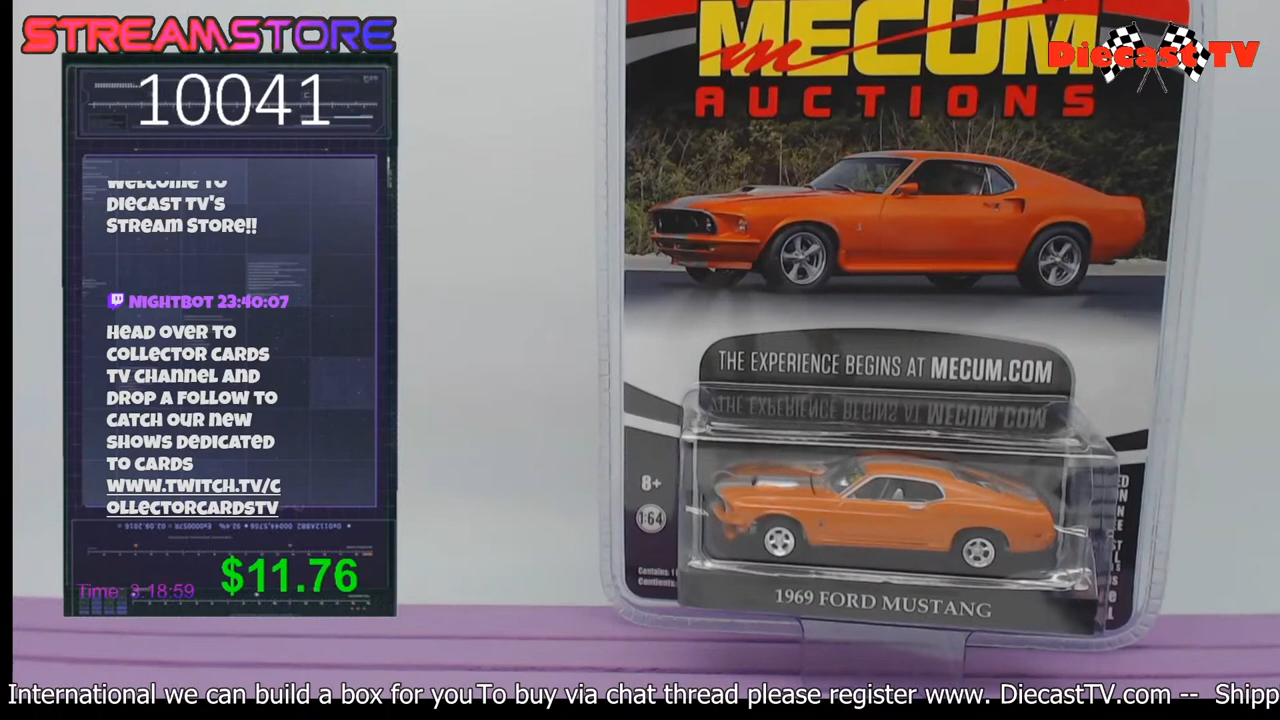 STREAMSTORE
10041
WELCOME TO
DIECAST TV'S
STREAM STORE!!
NIGHTBOT 23:40:07
HEAD OVER TO
COLLECTOR CARDS
TV CHANNEL AND
DROP A FOLLOW TO
CATCH OUR NEW
SHOWS DEDICATED
TO CARDS
WWW.TWITCH.TV/C
OLLECTORCARDSTV
Time: 3:18:59
$11.76
MECUM
AUCTIONS
Diecast TV
THE EXPERIENCE BEGINS AT MECUM.COM
8+
1:64
1969 FORD MUSTANG
International we can build a box for youTo buy via chat thread please register www. DiecastTV.com -- Shipp